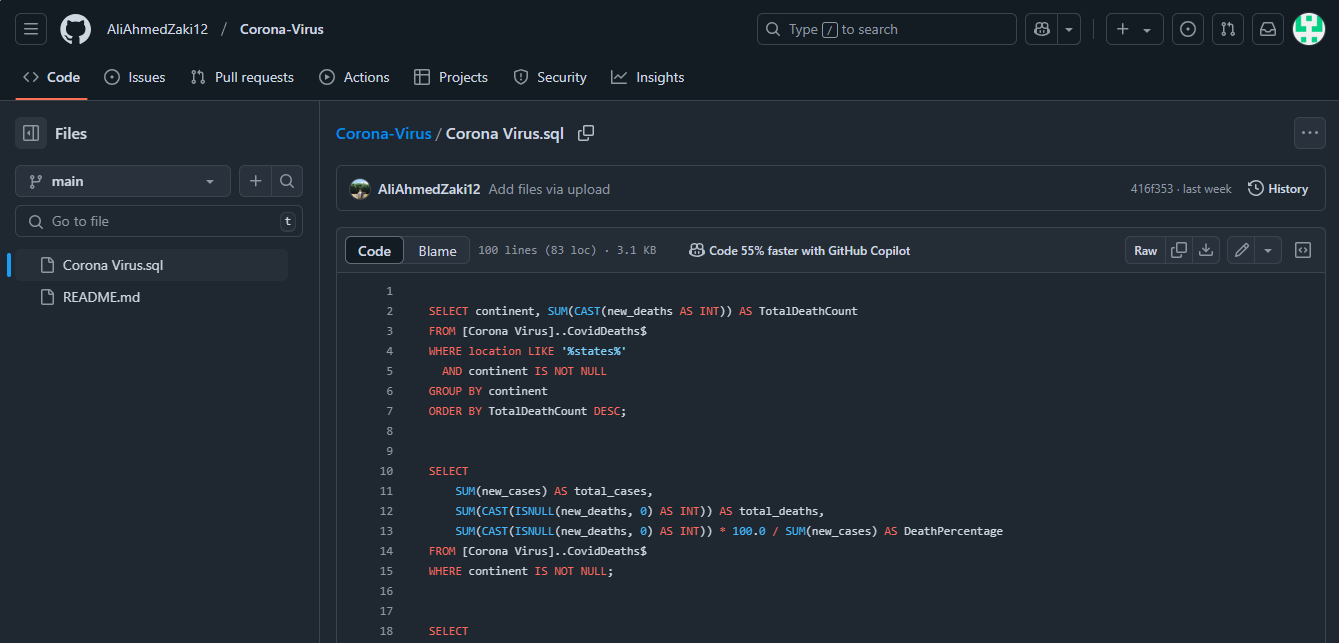 AliAhmedZaki12 / Corona-Virus
Type / to search
Code
Issues
Pull requests
Actions
Projects
Security
Insights
Files
main
Go to file
t
Corona Virus.sql
README.md
Corona-Virus / Corona Virus.sql
AliAhmedZaki12 Add files via upload
416f353 · last week
History
Code
Blame
100 lines (83 loc) · 3.1 KB
Code 55% faster with GitHub Copilot
Raw
1
2 SELECT continent, SUM(CAST(new_deaths AS INT)) AS TotalDeathCount
3 FROM [Corona Virus]..CovidDeaths$
4 WHERE location LIKE '%states%'
5 AND continent IS NOT NULL
6 GROUP BY continent
7 ORDER BY TotalDeathCount DESC;
8
9
10 SELECT
11 SUM(new_cases) AS total_cases,
12 SUM(CAST(ISNULL(new_deaths, 0) AS INT)) AS total_deaths,
13 SUM(CAST(ISNULL(new_deaths, 0) AS INT)) * 100.0 / SUM(new_cases) AS DeathPercentage
14 FROM [Corona Virus]..CovidDeaths$
15 WHERE continent IS NOT NULL;
16
17
18 SELECT